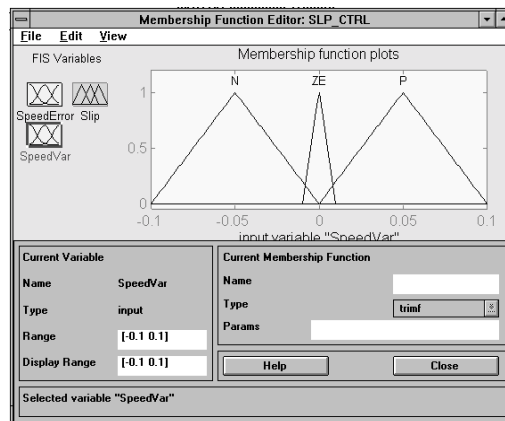 Membership Function Editor: SLP_CTRL
File Edit View
FIS Variables
Membership function plots
SpeedError Slip
SpeedVar
N ZE P
1
0.5
0
-0.1 -0.05 0 0.05 0.1
input variable "SpeedVar"
Current Variable
Name SpeedVar
Type input
Range [-0.1 0.1]
Display Range [-0.1 0.1]
Current Membership Function
Name
Type trimf
Params
Help Close
Selected variable "SpeedVar"